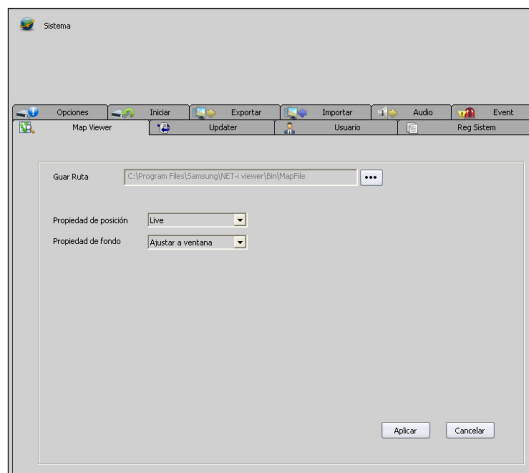 Sistema
Opciones Iniciar Exportar Importar Audio Event
Map Viewer Updater Usuario Reg Sistem
Guar Ruta C:\Program Files\Samsung\NET-i viewer\Bin\MapFile
Propiedad de posición Live
Propiedad de fondo Ajustar a ventana
Aplicar Cancelar